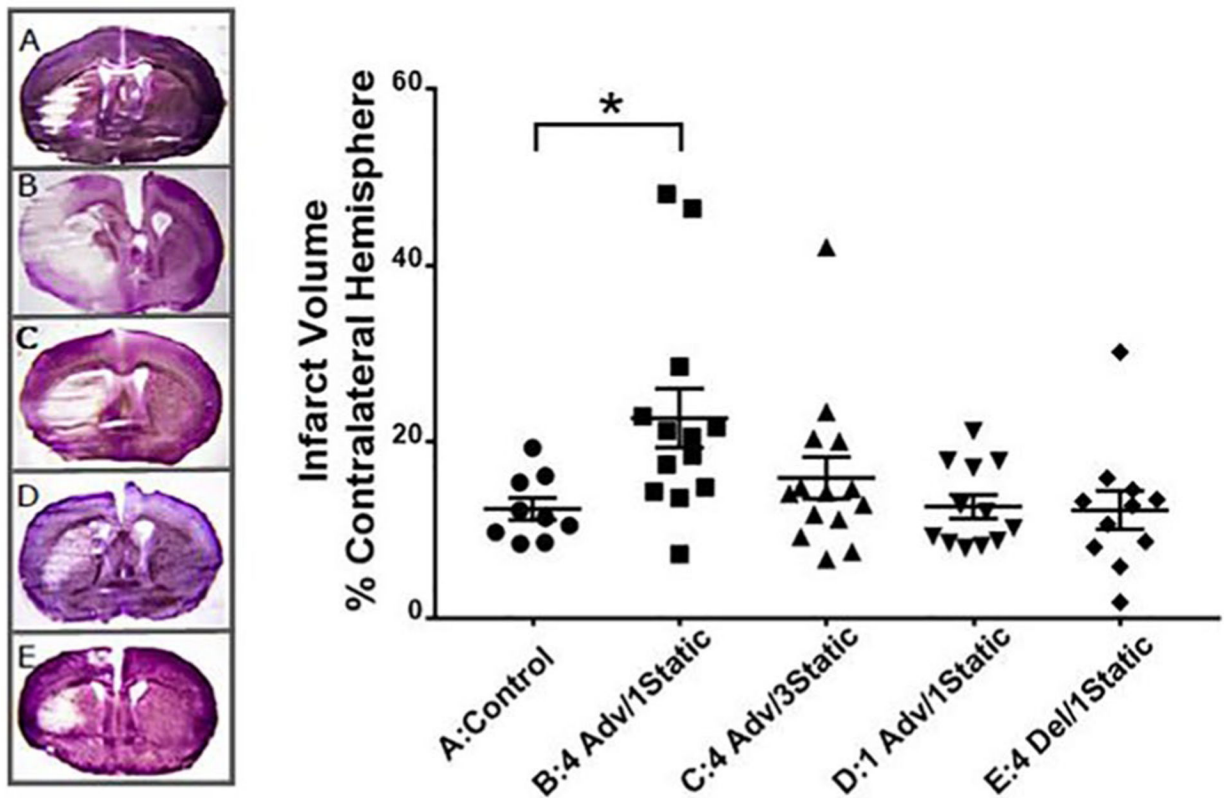 A
B
C
D
E
Infarct Volume
% Contralateral Hemisphere
60
40
20
0
*
A:Control
B:4 Adv/1Static
C:4 Adv/3Static
D:1 Adv/1Static
E:4 Del/1Static